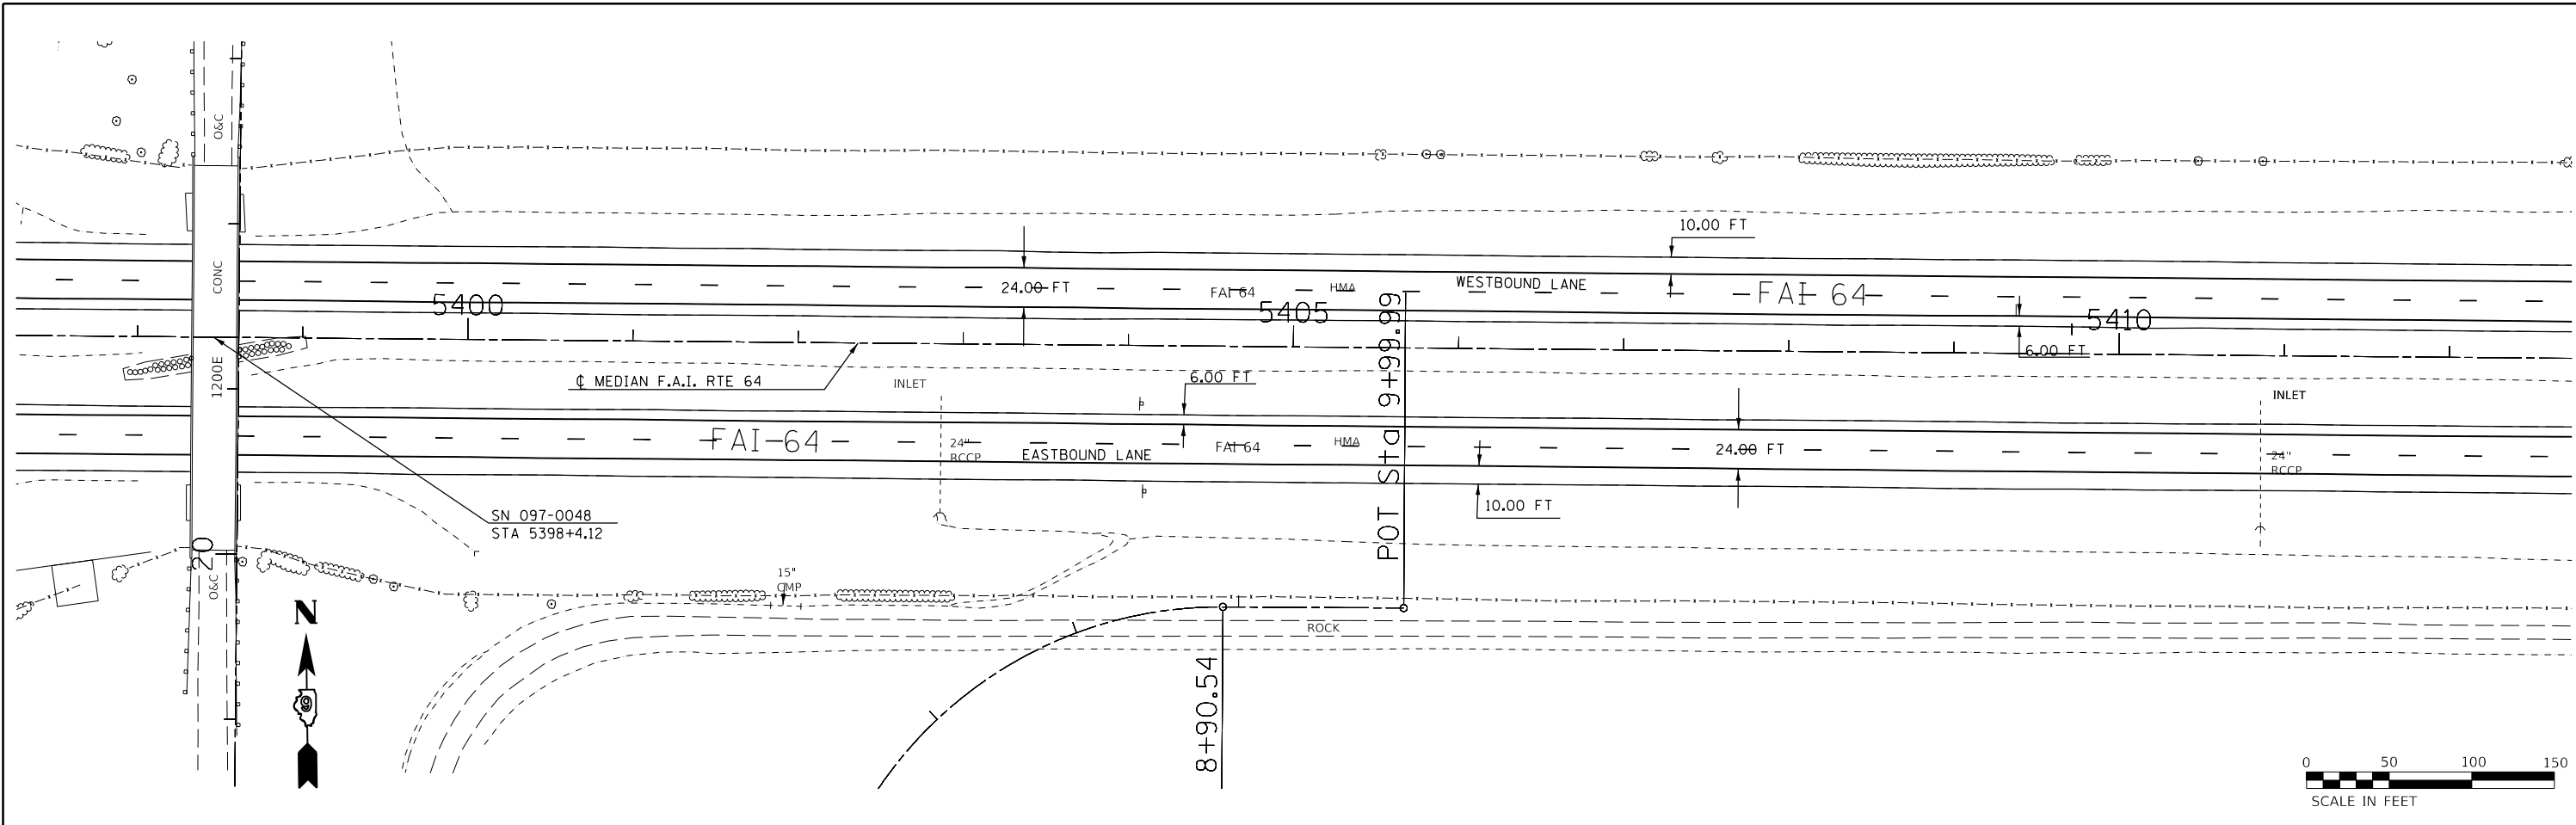 O&C
10.00 FT
CONC
24.00 FT
FAI 64
HMA
WESTBOUND LANE
FAI 64
5400
5405
5410
9+99.99
POT Sta
6.00 FT
1200E
℄ MEDIAN F.A.I. RTE 64
INLET
6.00 FT
INLET
FAI 64
24"
RCCP
EASTBOUND LANE
FAI 64
HMA
24.00 FT
24"
RCCP
10.00 FT
SN 097-0048
STA 5398+4.12
20
O&C
15"
CMP
N
9
ROCK
8+90.54
0 50 100 150
SCALE IN FEET